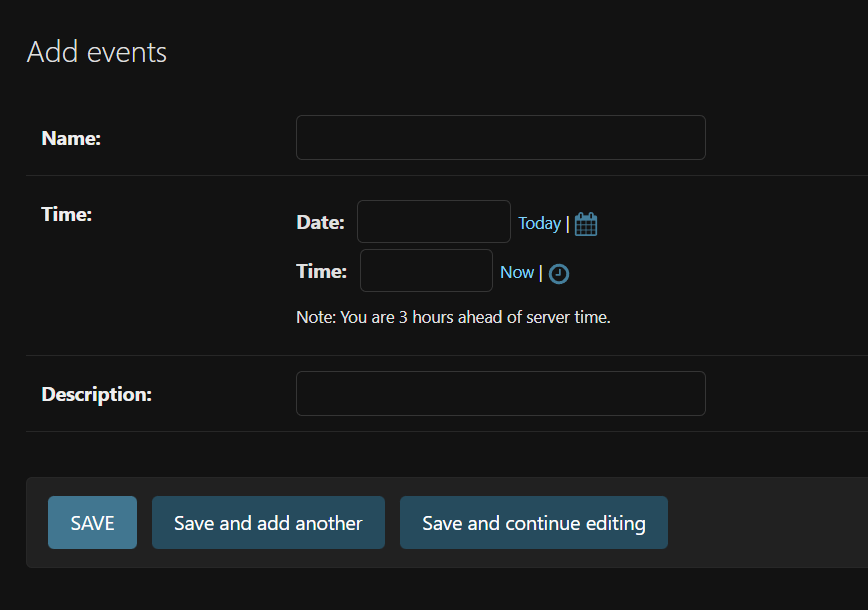 Add events
Name:
Time:
Date: Today |
Time: Now |
Note: You are 3 hours ahead of server time.
Description:
SAVE Save and add another Save and continue editing